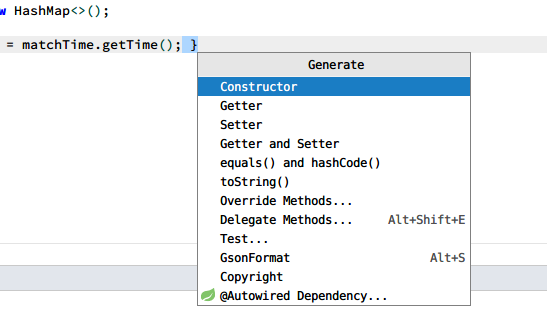 w HashMap<>();
= matchTime.getTime(); }
Generate
Constructor
Getter
Setter
Getter and Setter
equals() and hashCode()
toString()
Override Methods...
Delegate Methods... Alt+Shift+E
Test...
GsonFormat Alt+S
Copyright
@Autowired Dependency...